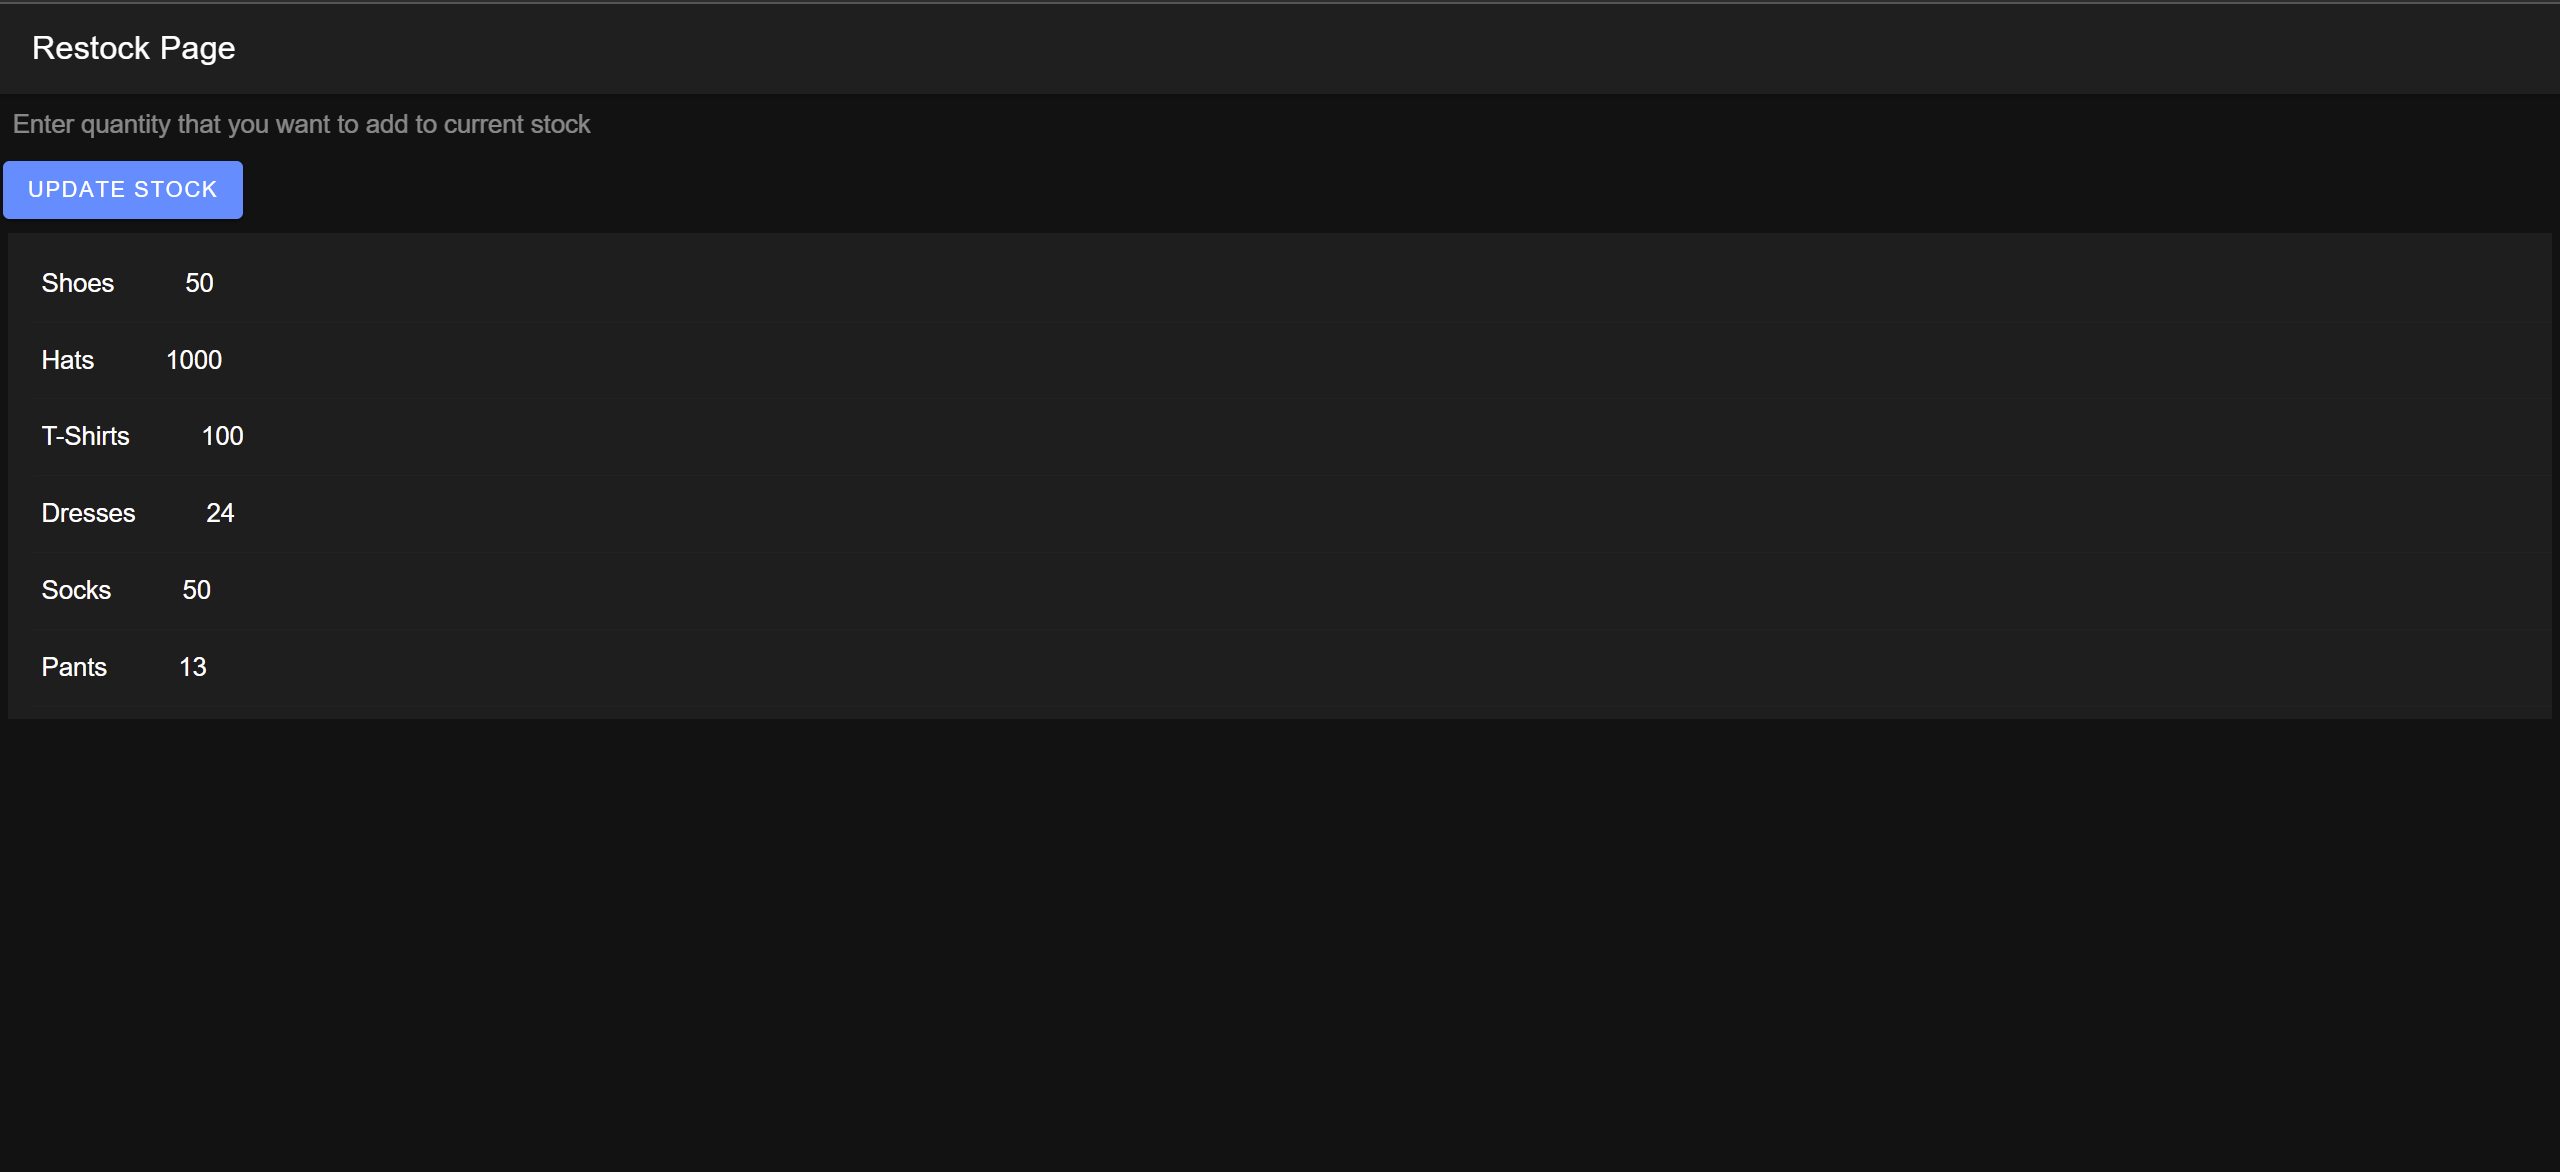 Restock Page
Enter quantity that you want to add to current stock
UPDATE STOCK
Shoes 50
Hats 1000
T-Shirts 100
Dresses 24
Socks 50
Pants 13